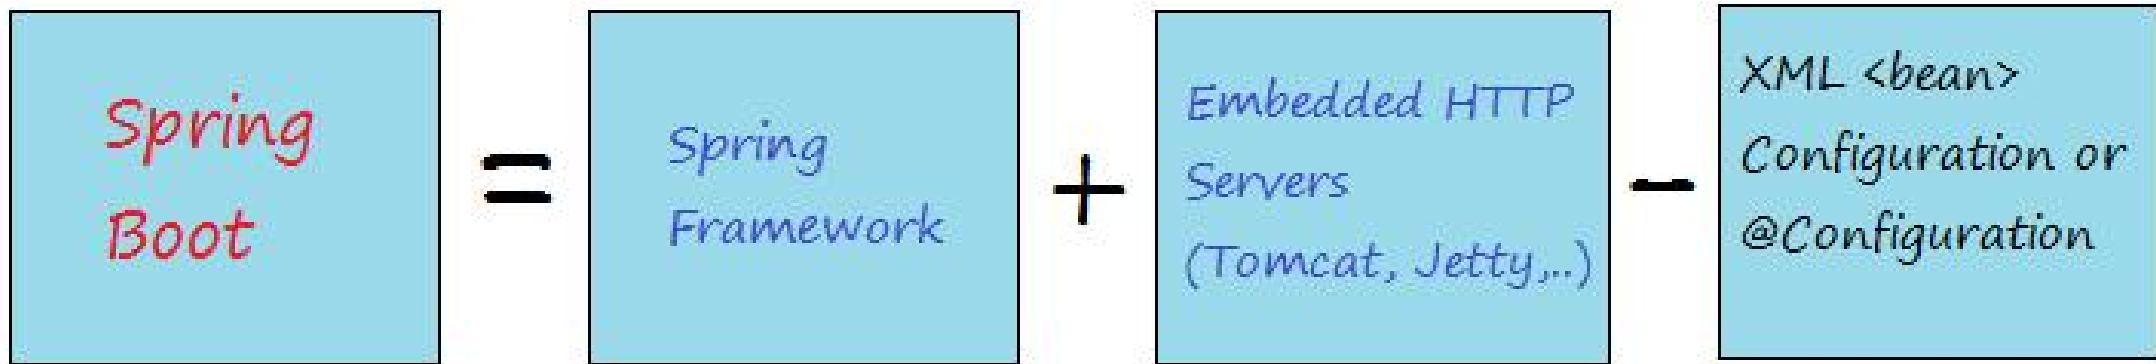 Spring
Boot
=
Spring
Framework
+
Embedded HTTP
Servers
(Tomcat, Jetty,..)
-
XML <bean>
Configuration or
@Configuration